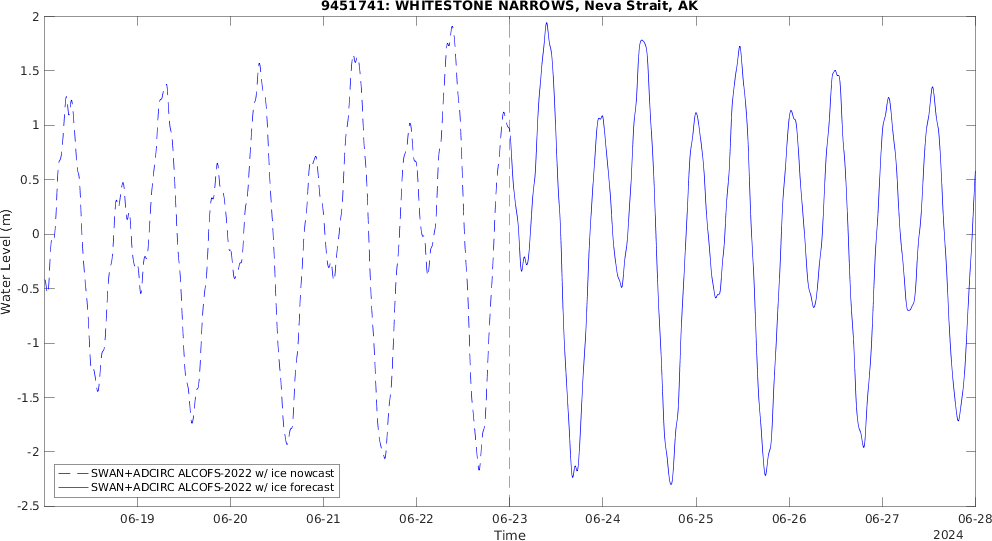 9451741: WHITESTONE NARROWS, Neva Strait, AK
2
1.5
1
0.5
0
-0.5
-1
-1.5
-2
-2.5
Water Level (m)
SWAN+ADCIRC ALCOFS-2022 w/ ice nowcast
SWAN+ADCIRC ALCOFS-2022 w/ ice forecast
06-19 06-20 06-21 06-22 06-23 06-24 06-25 06-26 06-27 06-28
Time
2024